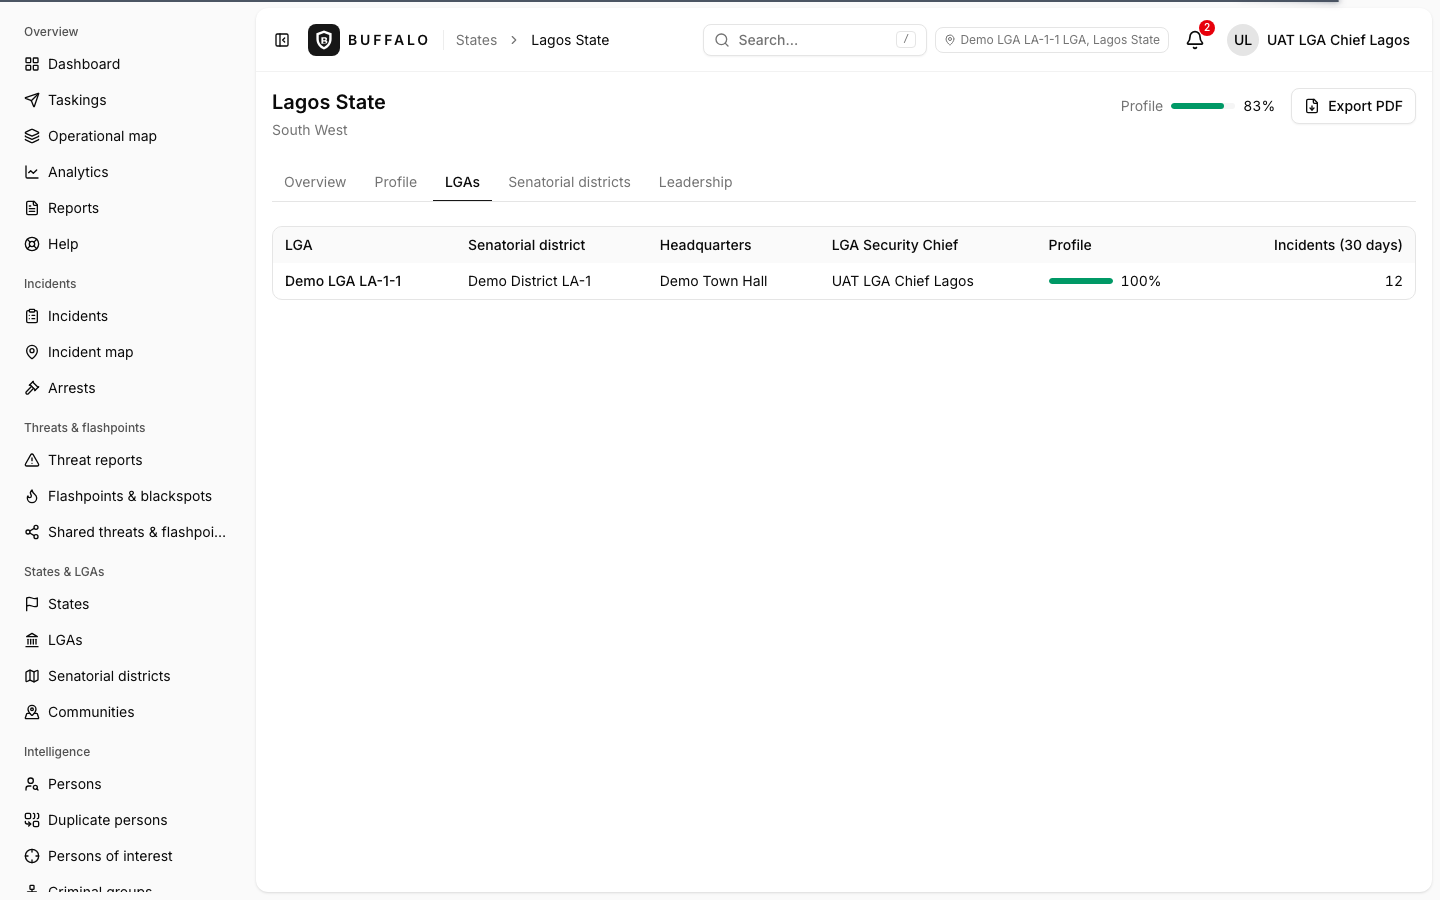 Overview
Dashboard
Taskings
Operational map
Analytics
Reports
Help
Incidents
Incidents
Incident map
Arrests
Threats & flashpoints
Threat reports
Flashpoints & blackspots
Shared threats & flashpoi...
States & LGAs
States
LGAs
Senatorial districts
Communities
Intelligence
Persons
Duplicate persons
Persons of interest
Criminal groups
BUFFALO
States > Lagos State
Search... /
Demo LGA LA-1-1 LGA, Lagos State
2
UL UAT LGA Chief Lagos
Lagos State
South West
Profile 83%
Export PDF
Overview Profile LGAs Senatorial districts Leadership
LGA Senatorial district Headquarters LGA Security Chief Profile Incidents (30 days)
Demo LGA LA-1-1 Demo District LA-1 Demo Town Hall UAT LGA Chief Lagos 100% 12